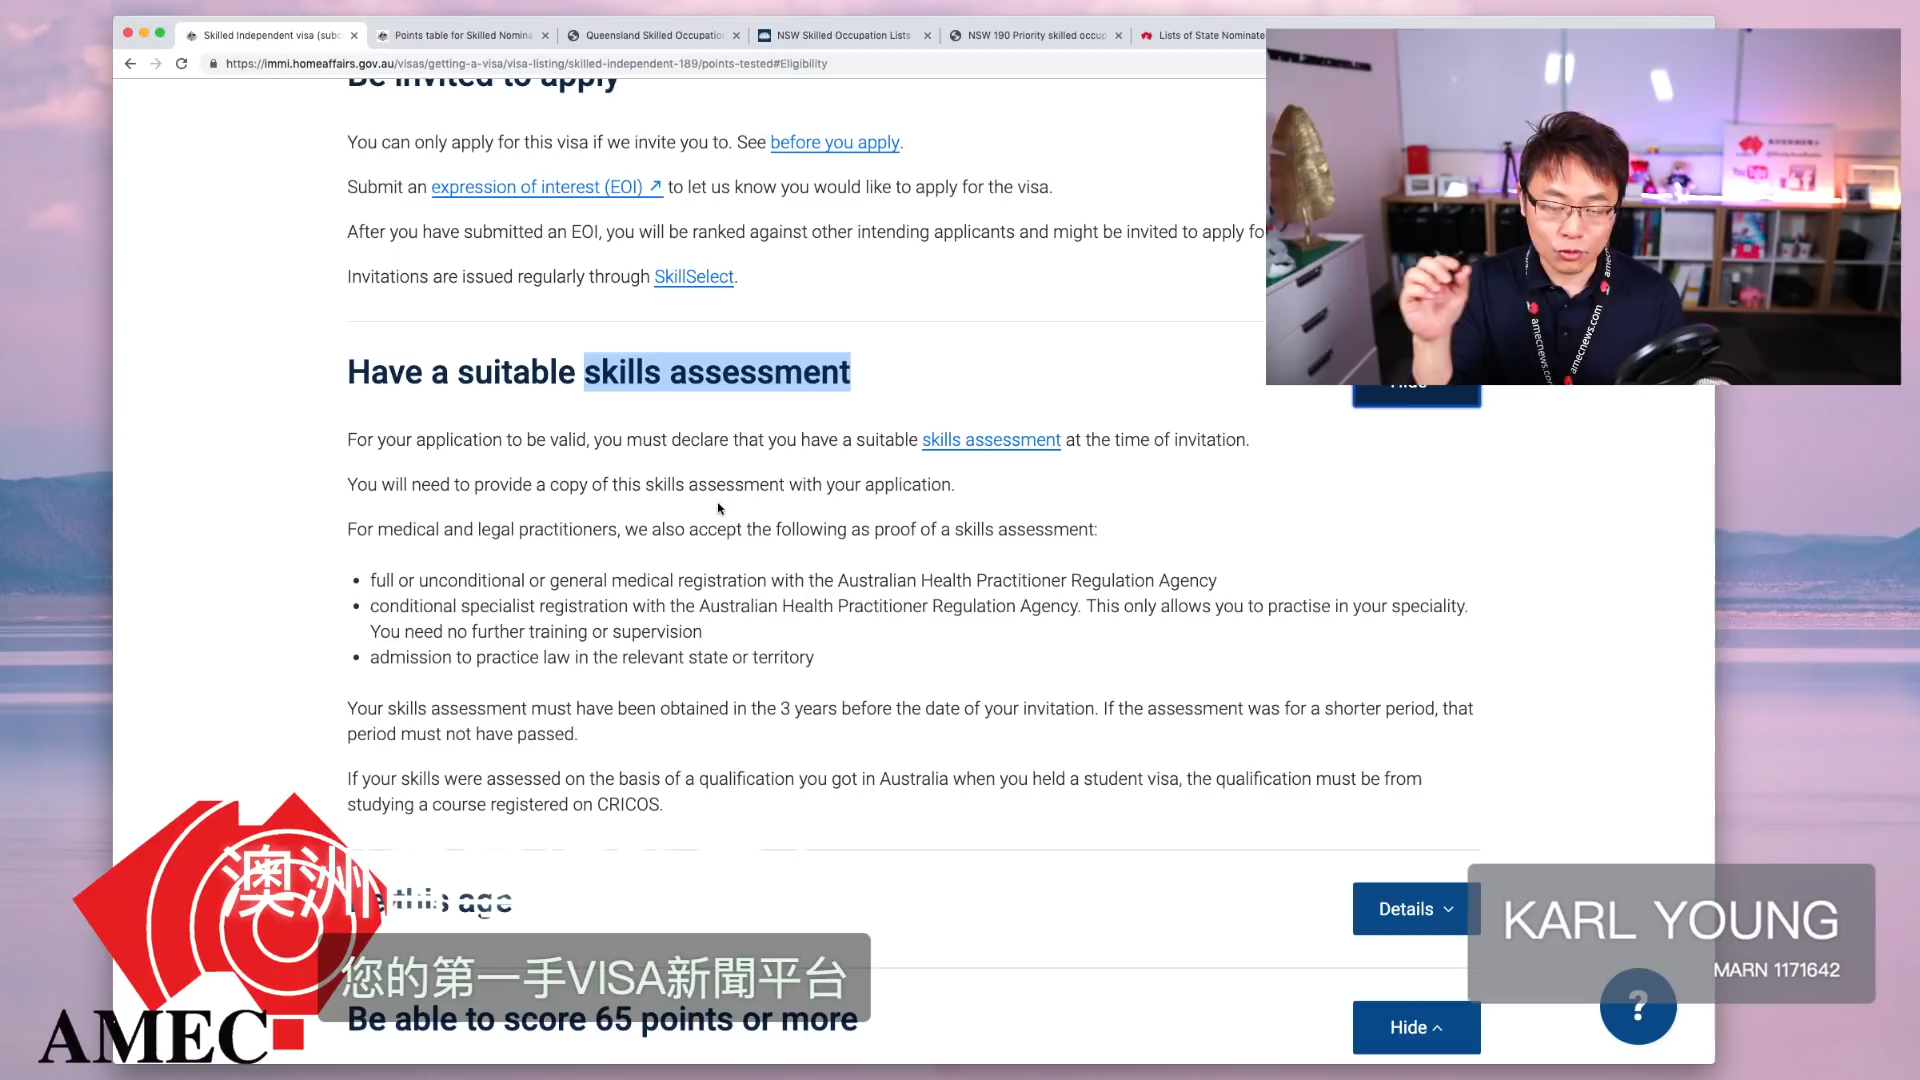 Skilled Independent visa (subc
Points table for Skilled Nomina
Queensland Skilled Occupatio
NSW Skilled Occupation Lists
NSW 190 Priority skilled occup
Lists of State Nominate
https://immi.homeaffairs.gov.au/visas/getting-a-visa/visa-listing/skilled-independent-189/points-tested#Eligibility
Be invited to apply
You can only apply for this visa if we invite you to. See before you apply.
Submit an expression of interest (EOI) ↗ to let us know you would like to apply for the visa.
After you have submitted an EOI, you will be ranked against other intending applicants and might be invited to apply fo
Invitations are issued regularly through SkillSelect.
Have a suitable skills assessment
Hide
For your application to be valid, you must declare that you have a suitable skills assessment at the time of invitation.
You will need to provide a copy of this skills assessment with your application.
For medical and legal practitioners, we also accept the following as proof of a skills assessment:
• full or unconditional or general medical registration with the Australian Health Practitioner Regulation Agency
• conditional specialist registration with the Australian Health Practitioner Regulation Agency. This only allows you to practise in your speciality.
You need no further training or supervision
• admission to practice law in the relevant state or territory
Your skills assessment must have been obtained in the 3 years before the date of your invitation. If the assessment was for a shorter period, that
period must not have passed.
If your skills were assessed on the basis of a qualification you got in Australia when you held a student visa, the qualification must be from
studying a course registered on CRICOS.
澳洲
this age
Details
您的第一手VISA新聞平台
Be able to score 65 points or more
Hide
AMEC
KARL YOUNG
MARN 1171642
?
amecnews.com
amecnews.com